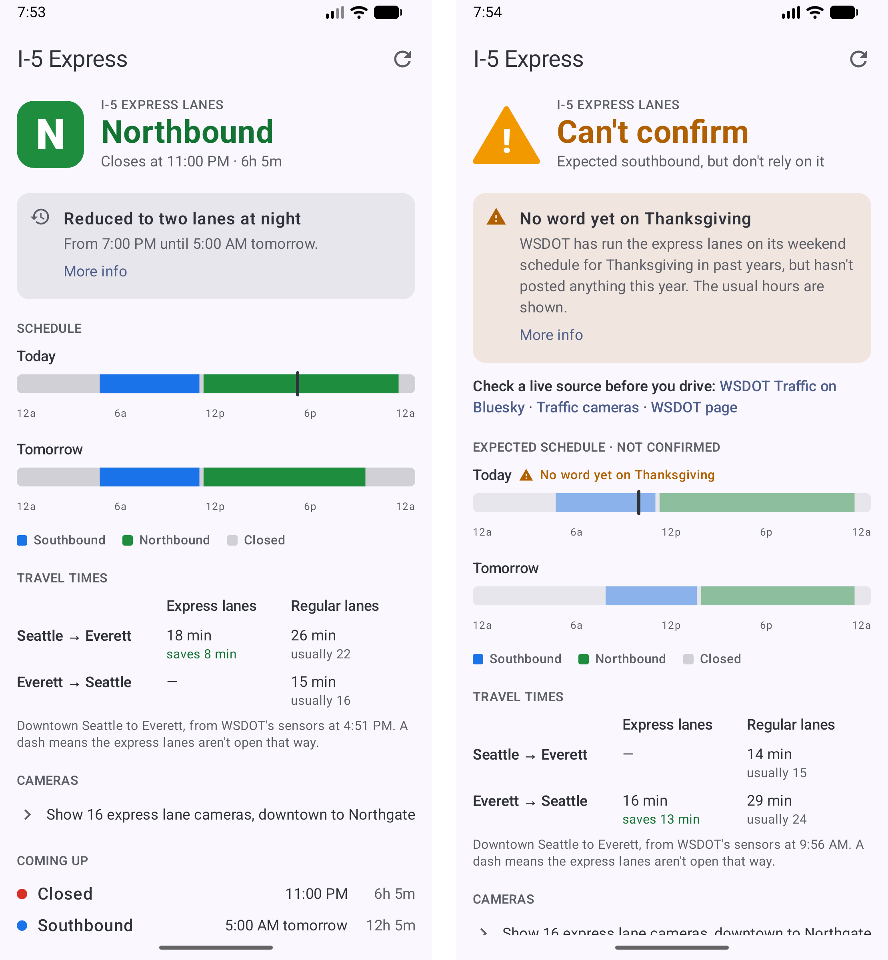 7:53
I-5 Express
N
I-5 EXPRESS LANES
Northbound
Closes at 11:00 PM · 6h 5m
Reduced to two lanes at night
From 7:00 PM until 5:00 AM tomorrow.
More info
SCHEDULE
Today
12a 6a 12p 6p 12a
Tomorrow
12a 6a 12p 6p 12a
Southbound Northbound Closed
TRAVEL TIMES
Express lanes Regular lanes
Seattle → Everett 18 min 26 min
saves 8 min usually 22
Everett → Seattle — 15 min
usually 16
Downtown Seattle to Everett, from WSDOT's sensors at 4:51 PM. A
dash means the express lanes aren't open that way.
CAMERAS
Show 16 express lane cameras, downtown to Northgate
COMING UP
Closed 11:00 PM 6h 5m
Southbound 5:00 AM tomorrow 12h 5m
7:54
I-5 Express
!
I-5 EXPRESS LANES
Can't confirm
Expected southbound, but don't rely on it
No word yet on Thanksgiving
WSDOT has run the express lanes on its weekend
schedule for Thanksgiving in past years, but hasn't
posted anything this year. The usual hours are
shown.
More info
Check a live source before you drive: WSDOT Traffic on
Bluesky · Traffic cameras · WSDOT page
EXPECTED SCHEDULE · NOT CONFIRMED
Today No word yet on Thanksgiving
12a 6a 12p 6p 12a
Tomorrow
12a 6a 12p 6p 12a
Southbound Northbound Closed
TRAVEL TIMES
Express lanes Regular lanes
Seattle → Everett — 14 min
usually 15
Everett → Seattle 16 min 29 min
saves 13 min usually 24
Downtown Seattle to Everett, from WSDOT's sensors at 9:56 AM. A
dash means the express lanes aren't open that way.
CAMERAS
Show 16 express lane cameras, downtown to Northgate